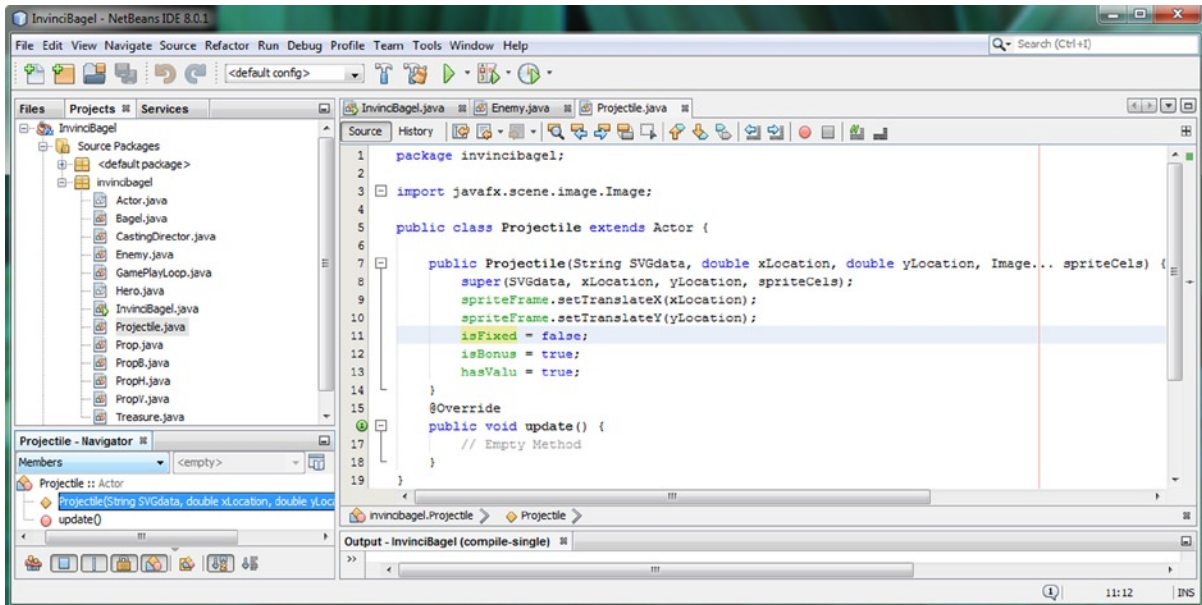 InvinciBagel - NetBeans IDE 8.0.1
File Edit View Navigate Source Refactor Run Debug Profile Team Tools Window Help
Search (Ctrl+I)
<default config>
Files Projects Services
InvinciBagel
Source Packages
<default package>
invincibagel
Actor.java
Bagel.java
CastingDirector.java
Enemy.java
GamePlayLoop.java
Hero.java
InvinciBagel.java
Projectile.java
Prop.java
PropB.java
PropH.java
PropV.java
Treasure.java
Projectile - Navigator
Members <empty>
Projectile :: Actor
Projectile(String SVGdata, double xLocation, double yLoca
update()
InvinciBagel.java Enemy.java Projectile.java
Source History
1 package invincibagel;
2
3 import javafx.scene.image.Image;
4
5 public class Projectile extends Actor {
6
7 public Projectile(String SVGdata, double xLocation, double yLocation, Image... spriteCels) {
8 super(SVGdata, xLocation, yLocation, spriteCels);
9 spriteFrame.setTranslateX(xLocation);
10 spriteFrame.setTranslateY(yLocation);
11 isFixed = false;
12 isBonus = true;
13 hasValu = true;
14 }
15 @Override
public void update() {
17 // Empty Method
18 }
19 }
invincibagel.Projectile Projectile
Output - InvinciBagel (compile-single)
1 11:12 INS